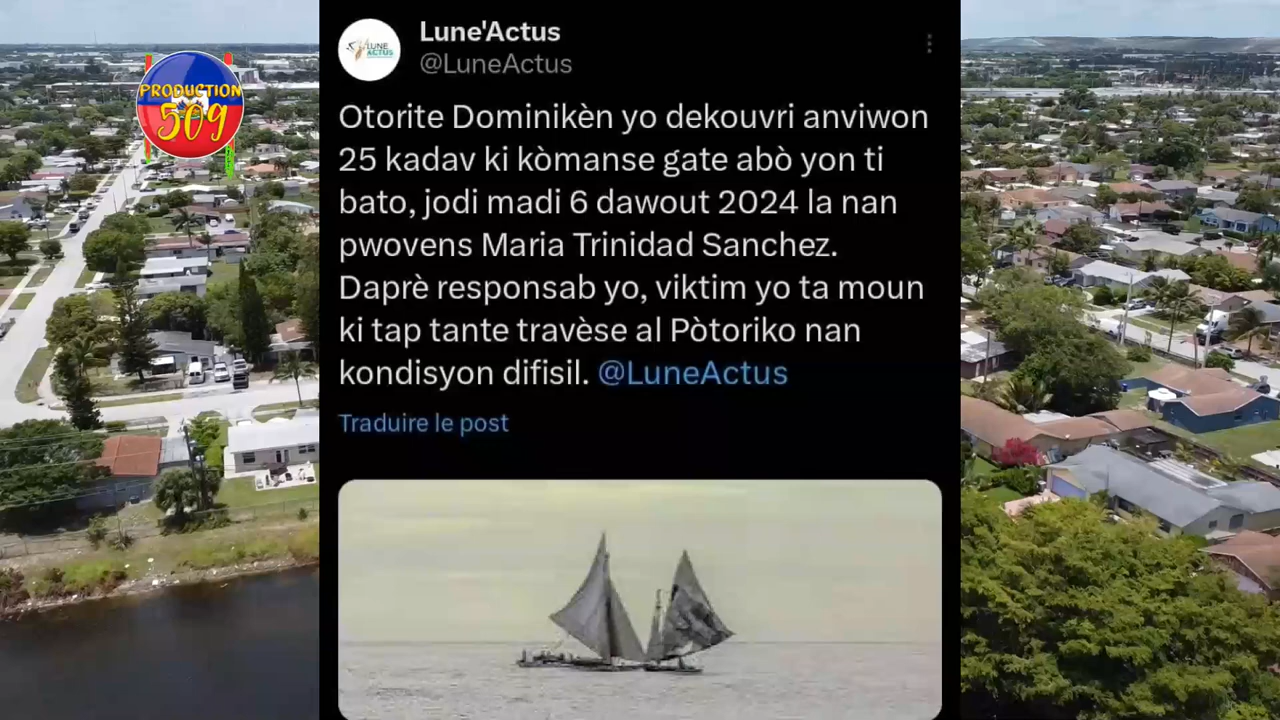 PRODUCTION
509
LUNE
ACTUS
Lune'Actus
@LuneActus
Otorite Dominikèn yo dekouvri anviwon
25 kadav ki kòmanse gate abò yon ti
bato, jodi madi 6 dawout 2024 la nan
pwovens Maria Trinidad Sanchez.
Daprè responsab yo, viktim yo ta moun
ki tap tante travèse al Pòtoriko nan
kondisyon difisil. @LuneActus
Traduire le post